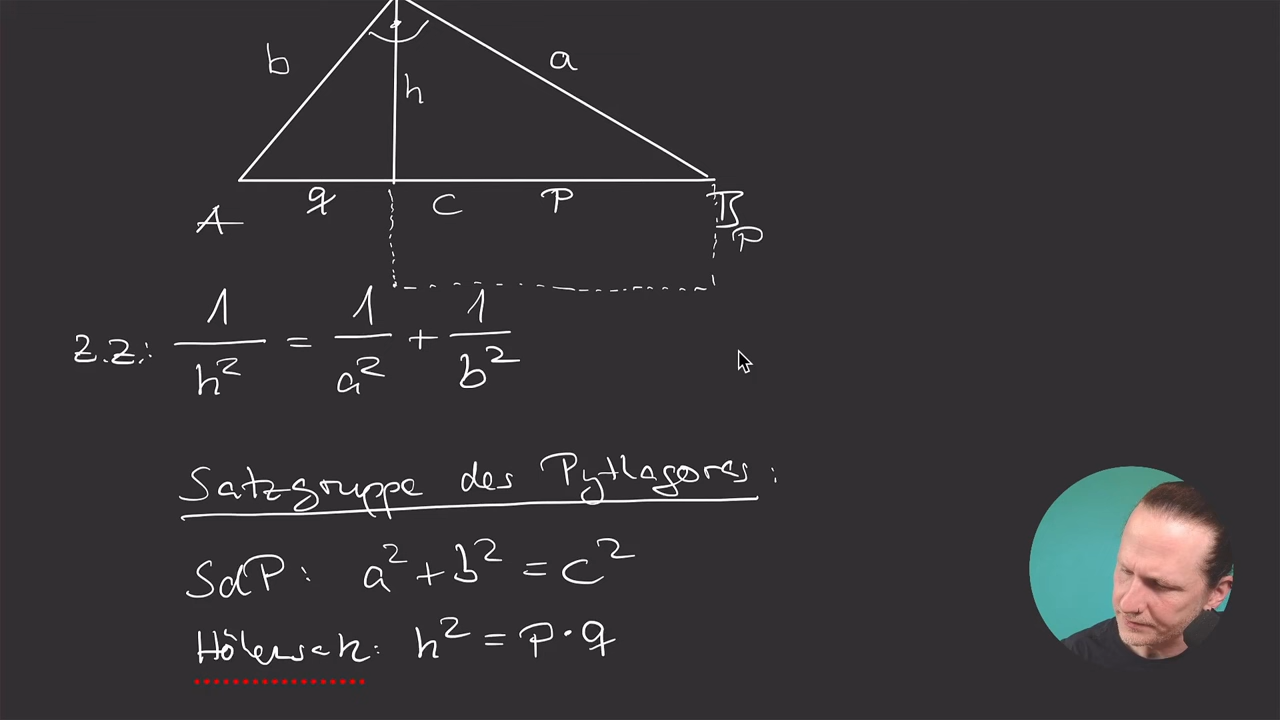 b
a
h
A q c p B
P
z.z.: 1/h² = 1/a² + 1/b²
Satzgruppe des Pythagoras:
SdP: a² + b² = c²
Höhensatz: h² = p · q